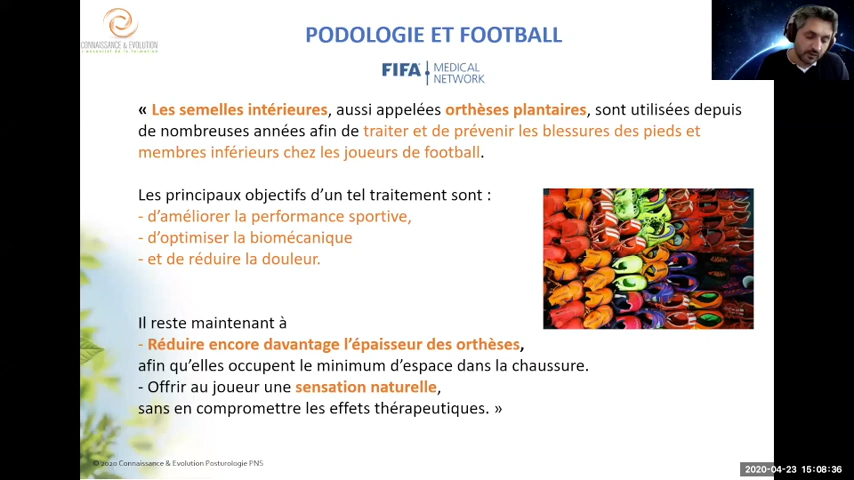 CONNAISSANCE & EVOLUTION
PODOLOGIE ET FOOTBALL
FIFA MEDICAL
NETWORK
« Les semelles intérieures, aussi appelées orthèses plantaires, sont utilisées depuis
de nombreuses années afin de traiter et de prévenir les blessures des pieds et
membres inférieurs chez les joueurs de football.
Les principaux objectifs d’un tel traitement sont :
- d’améliorer la performance sportive,
- d’optimiser la biomécanique
- et de réduire la douleur.
Il reste maintenant à
- Réduire encore davantage l’épaisseur des orthèses,
afin qu’elles occupent le minimum d’espace dans la chaussure.
- Offrir au joueur une sensation naturelle,
sans en compromettre les effets thérapeutiques. »
© 2020 Connaissance & Evolution Posturologie PNS
2020-04-23 15:08:36